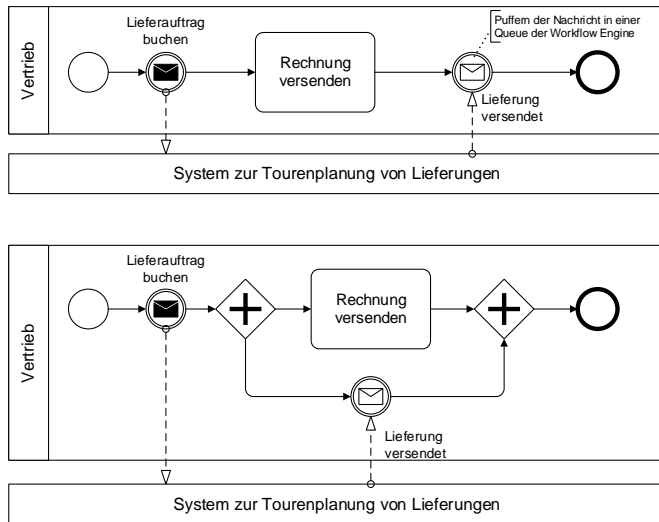 Lieferauftrag
buchen
Puffern der Nachricht in einer
Queue der Workflow Engine
Vertrieb
Rechnung
versenden
Lieferung
versendet
System zur Tourenplanung von Lieferungen
Lieferauftrag
buchen
Vertrieb
Rechnung
versenden
Lieferung
versendet
System zur Tourenplanung von Lieferungen